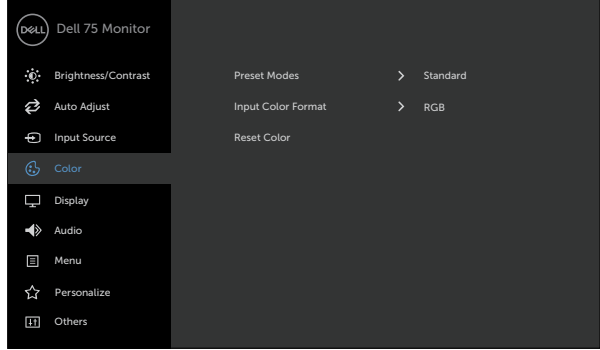 DELL Dell 75 Monitor
Brightness/Contrast Preset Modes Standard
Auto Adjust Input Color Format RGB
Input Source Reset Color
Color
Display
Audio
Menu
Personalize
Others